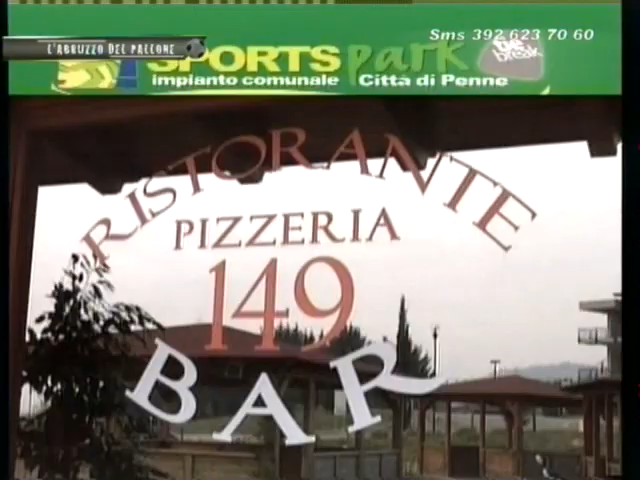 Sms 392 623 70 60
L'ABRUZZO DEL PALLONE
SPORTS park
impianto comunale Città di Penne
RISTORANTE
PIZZERIA
149
BAR